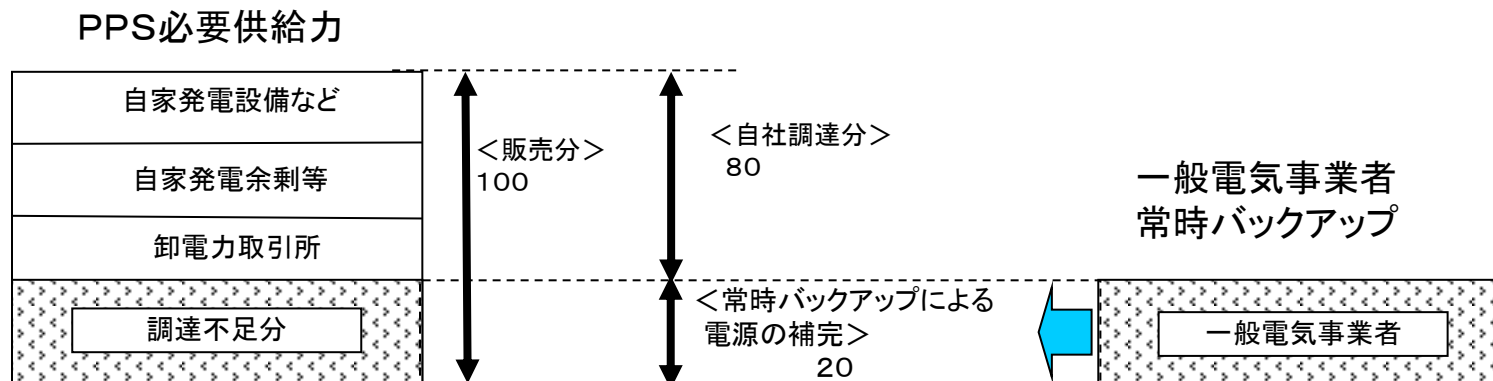 PPS必要供給力
自家発電設備など
自家発電余剰等
卸電力取引所
調達不足分
＜販売分＞
100
＜自社調達分＞
80
＜常時バックアップによる
電源の補完＞
20
一般電気事業者
常時バックアップ
一般電気事業者